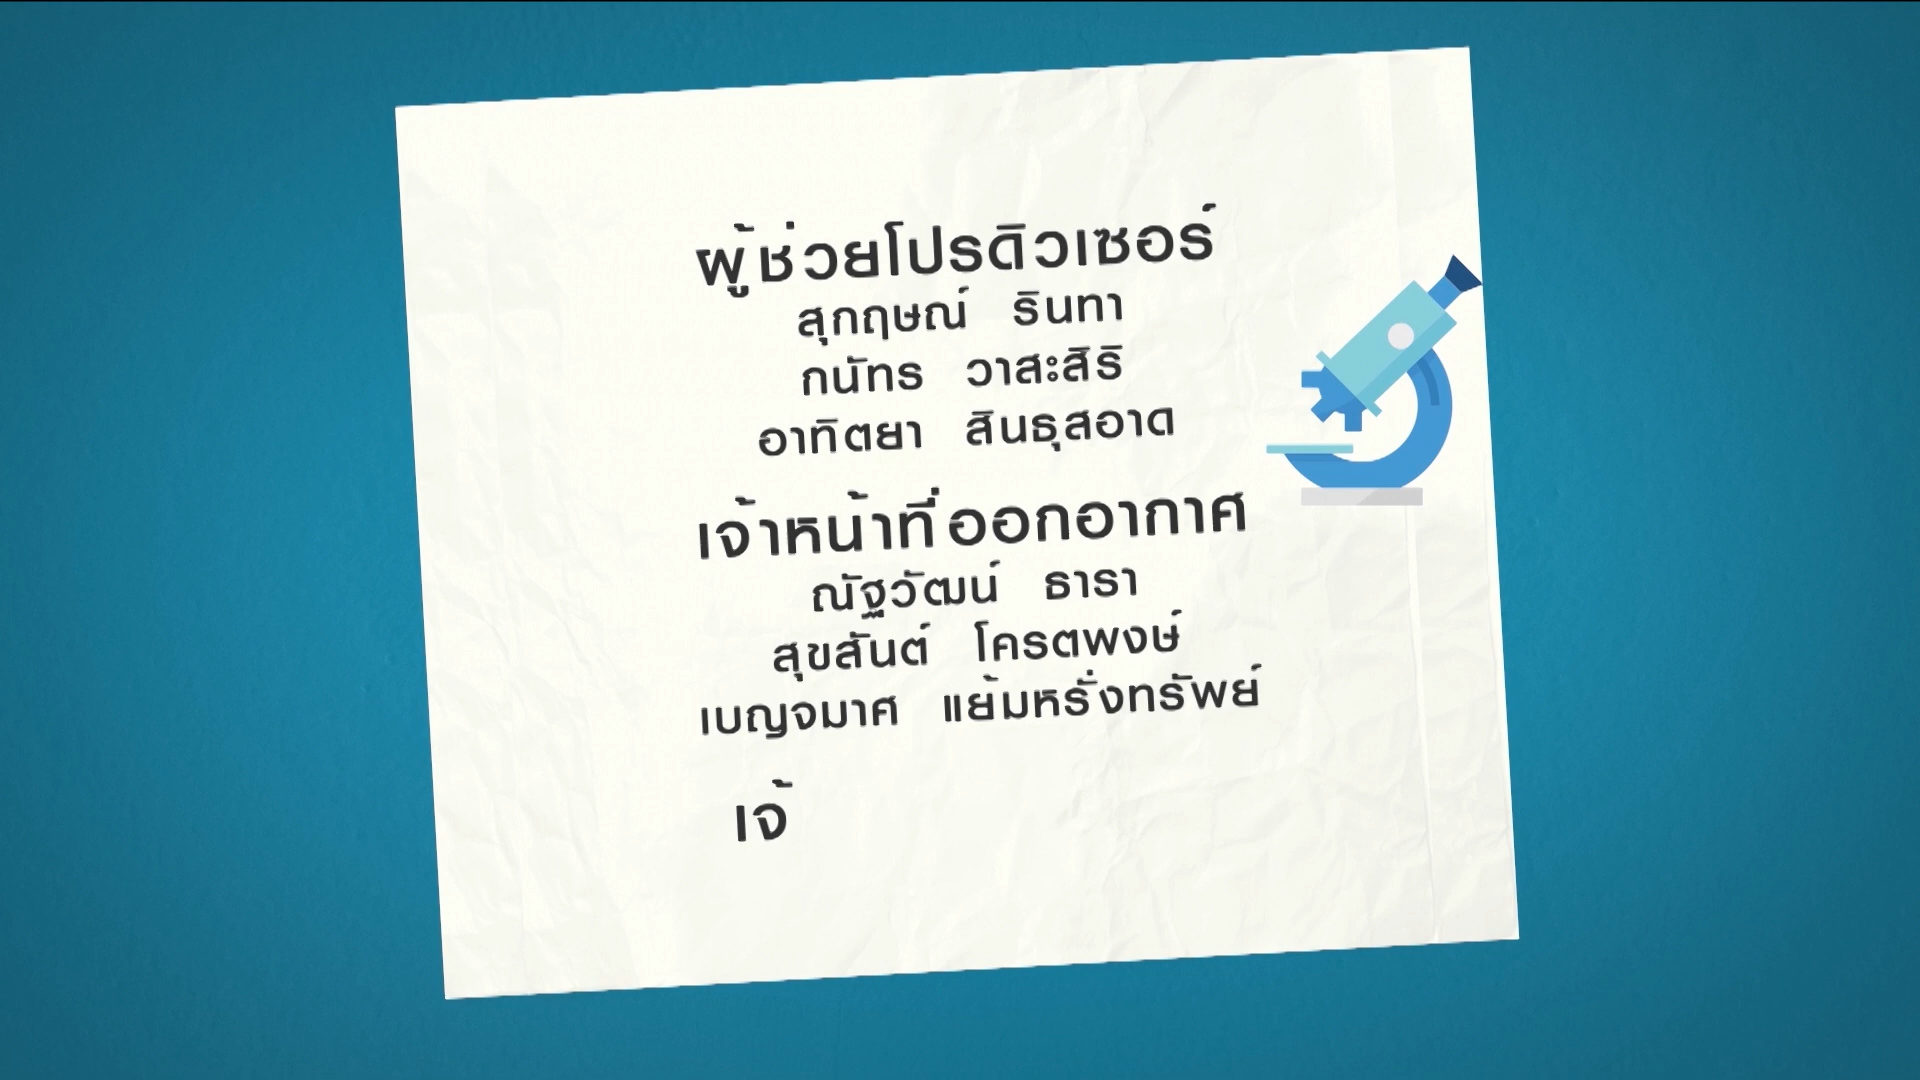 ผู้ช่วยโปรดิวเซอร์
สุกฤษณ์ รินทา
กนัทร วาสะสิริ
อาทิตยา สินธุสอาด
เจ้าหน้าที่ออกอากาศ
ณัฐวัฒน์ ธารา
สุขสันต์ โครตพงษ์
เบญจมาศ แย้มหรั่งทรัพย์
เจ้